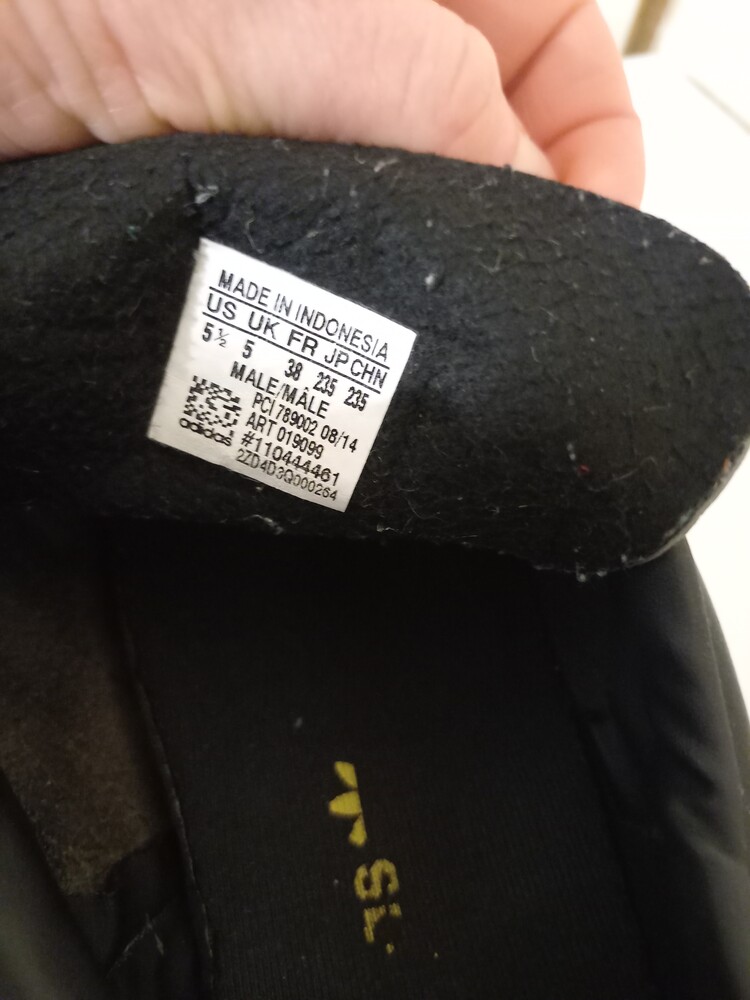 MADE IN INDONESIA
US UK FR JP CHN
5½ 5 38 235 235
MALE/MÂLE
PCI 789002 08/14
ART 019099
#110444461
2ZD4D3Q000264
adidas
SL